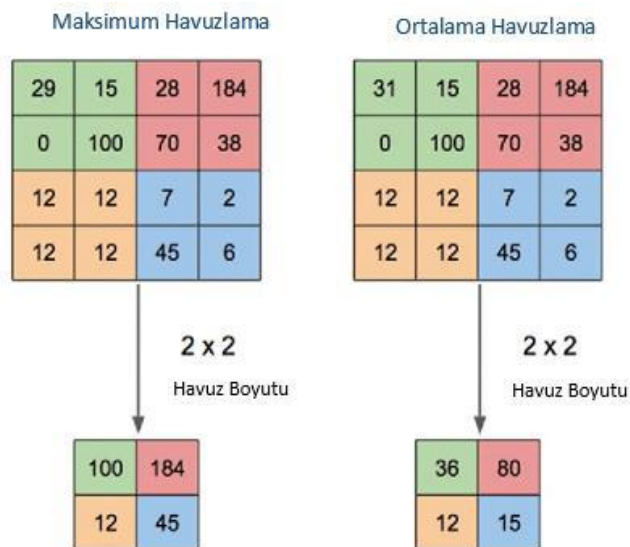 Maksimum Havuzlama
29 15 28 184
0 100 70 38
12 12 7 2
12 12 45 6
2 x 2
Havuz Boyutu
100 184
12 45
Ortalama Havuzlama
31 15 28 184
0 100 70 38
12 12 7 2
12 12 45 6
2 x 2
Havuz Boyutu
36 80
12 15